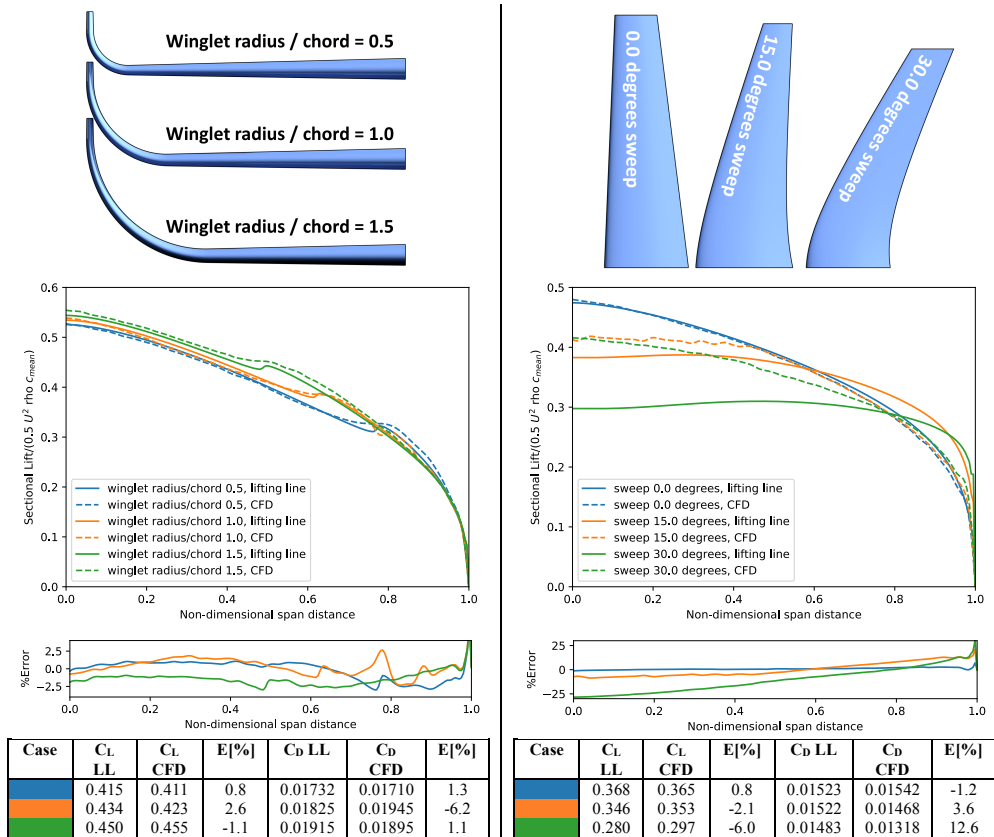 Winglet radius / chord = 0.5
Winglet radius / chord = 1.0
Winglet radius / chord = 1.5
0.6
0.5
0.4
0.3
0.2
0.1
0.0
Sectional Lift/(0.5 U² rho c_mean)
winglet radius/chord 0.5, lifting line
winglet radius/chord 0.5, CFD
winglet radius/chord 1.0, lifting line
winglet radius/chord 1.0, CFD
winglet radius/chord 1.5, lifting line
winglet radius/chord 1.5, CFD
0.0 0.2 0.4 0.6 0.8 1.0
Non-dimensional span distance
2.5
0.0
−2.5
%Error
0.0 0.2 0.4 0.6 0.8 1.0
Non-dimensional span distance
Case C_L LL C_L CFD E[%] C_D LL C_D CFD E[%]
0.415 0.411 0.8 0.01732 0.01710 1.3
0.434 0.423 2.6 0.01825 0.01945 -6.2
0.450 0.455 -1.1 0.01915 0.01895 1.1
0.0 degrees sweep
15.0 degrees sweep
30.0 degrees sweep
0.5
0.4
0.3
0.2
0.1
0.0
Sectional Lift/(0.5 U² rho c_mean)
sweep 0.0 degrees, lifting line
sweep 0.0 degrees, CFD
sweep 15.0 degrees, lifting line
sweep 15.0 degrees, CFD
sweep 30.0 degrees, lifting line
sweep 30.0 degrees, CFD
0.0 0.2 0.4 0.6 0.8 1.0
Non-dimensional span distance
25
0
−25
%Error
0.0 0.2 0.4 0.6 0.8 1.0
Non-dimensional span distance
Case C_L LL C_L CFD E[%] C_D LL C_D CFD E[%]
0.368 0.365 0.8 0.01523 0.01542 -1.2
0.346 0.353 -2.1 0.01522 0.01468 3.6
0.280 0.297 -6.0 0.01483 0.01318 12.6